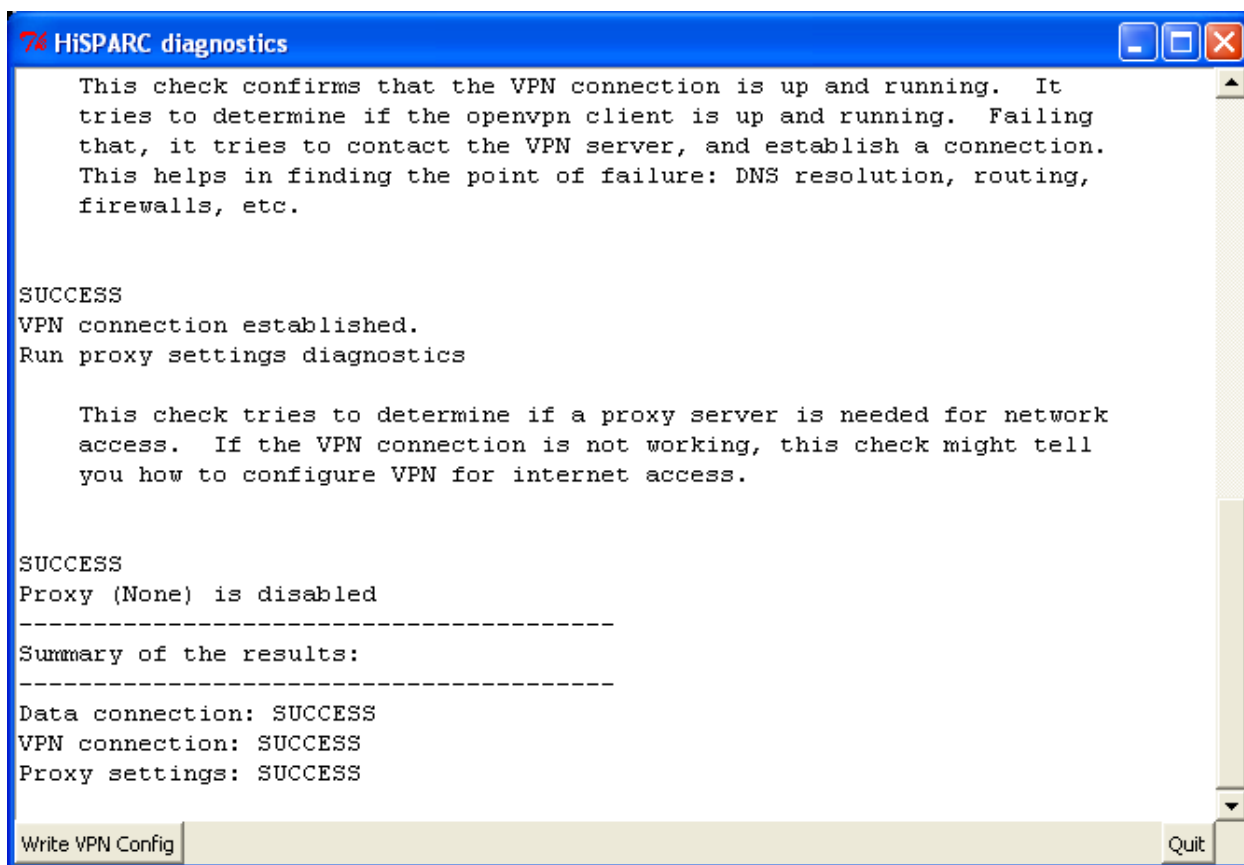 HiSPARC diagnostics
This check confirms that the VPN connection is up and running.  It
tries to determine if the openvpn client is up and running.  Failing
that, it tries to contact the VPN server, and establish a connection.
This helps in finding the point of failure: DNS resolution, routing,
firewalls, etc.
SUCCESS
VPN connection established.
Run proxy settings diagnostics
This check tries to determine if a proxy server is needed for network
access.  If the VPN connection is not working, this check might tell
you how to configure VPN for internet access.
SUCCESS
Proxy (None) is disabled
----------------------------------------
Summary of the results:
----------------------------------------
Data connection: SUCCESS
VPN connection: SUCCESS
Proxy settings: SUCCESS
Write VPN Config
Quit